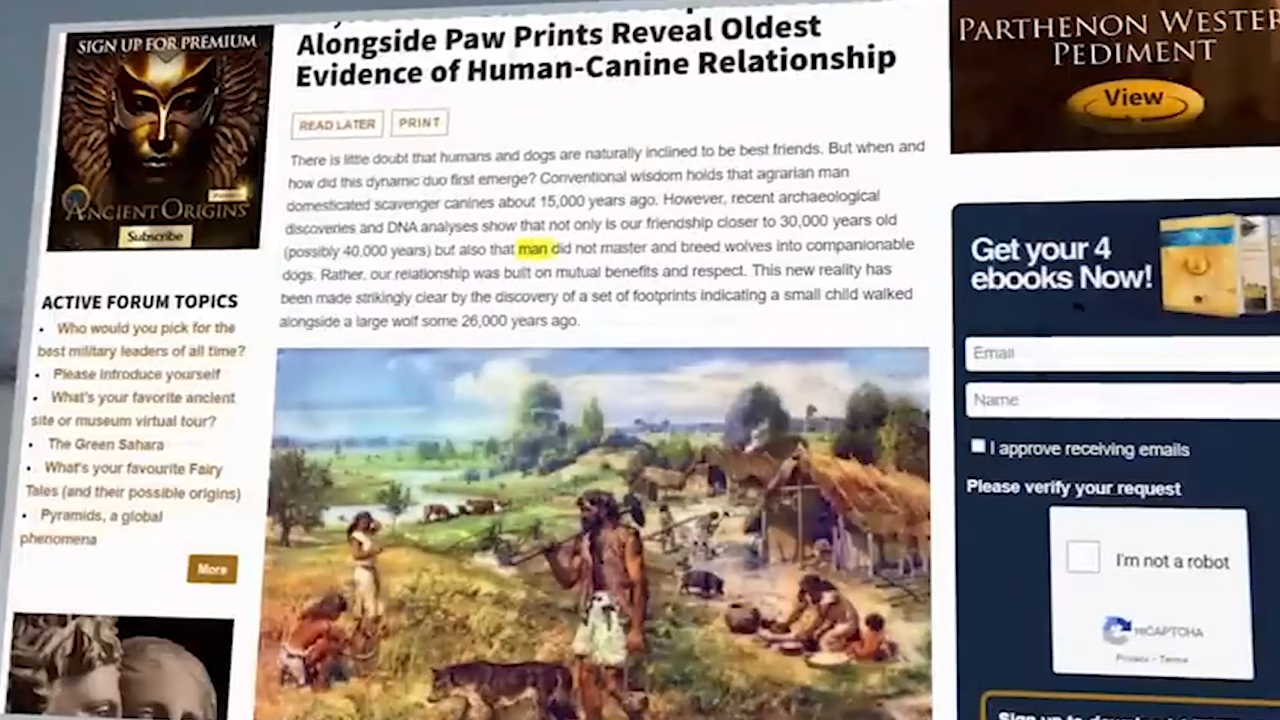 SIGN UP FOR PREMIUM
ANCIENT ORIGINS
Subscribe
ACTIVE FORUM TOPICS
• Who would you pick for the
best military leaders of all time?
• Please introduce yourself
• What's your favorite ancient
site or museum virtual tour?
• The Green Sahara
• What's your favourite Fairy
Tales (and their possible origins)
• Pyramids, a global
phenomena
More
Alongside Paw Prints Reveal Oldest
Evidence of Human-Canine Relationship
READ LATER
PRINT
There is little doubt that humans and dogs are naturally inclined to be best friends. But when and
how did this dynamic duo first emerge? Conventional wisdom holds that agrarian man
domesticated scavenger canines about 15,000 years ago. However, recent archaeological
discoveries and DNA analyses show that not only is our friendship closer to 30,000 years old
(possibly 40,000 years) but also that man did not master and breed wolves into companionable
dogs. Rather, our relationship was built on mutual benefits and respect. This new reality has
been made strikingly clear by the discovery of a set of footprints indicating a small child walked
alongside a large wolf some 26,000 years ago.
PARTHENON WESTER
PEDIMENT
View
Get your 4
ebooks Now!
Email
Name
I approve receiving emails
Please verify your request
I'm not a robot
reCAPTCHA
Privacy - Terms
Sign up to